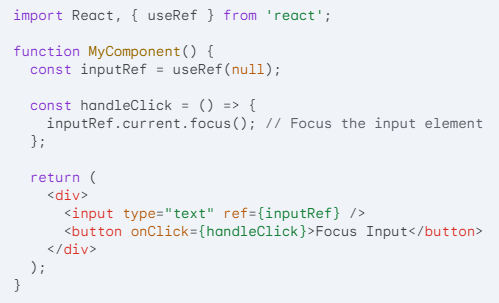 import React, { useRef } from 'react';

function MyComponent() {
  const inputRef = useRef(null);

  const handleClick = () => {
    inputRef.current.focus(); // Focus the input element
  };

  return (
    <div>
      <input type="text" ref={inputRef} />
      <button onClick={handleClick}>Focus Input</button>
    </div>
  );
}